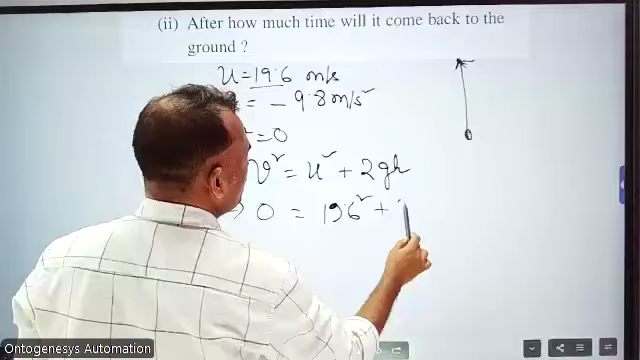 (ii) After how much time will it come back to the
ground ?
u = 19.6 m/s
= - 9.8 m/s²
= 0
v² = u² + 2gh
0 = 19.6² +
Ontogenesys Automation